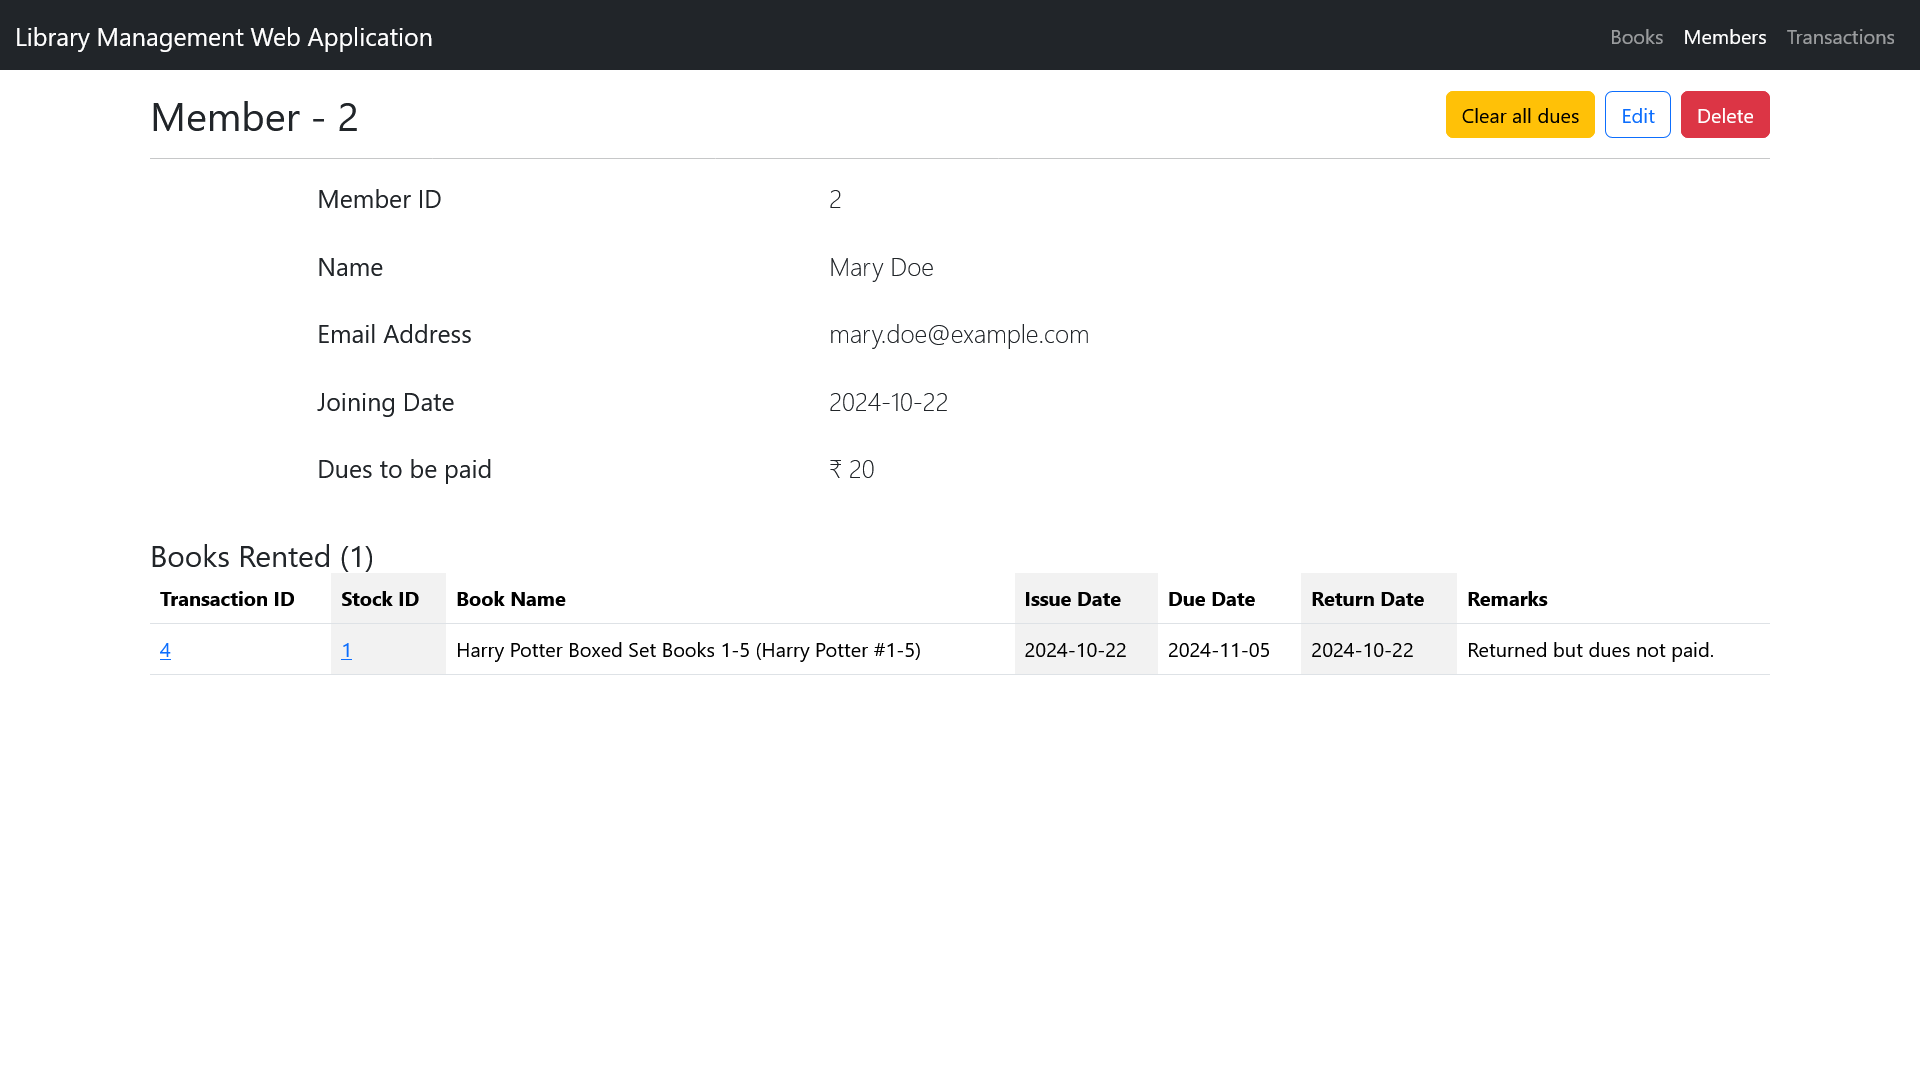 Library Management Web Application Books Members Transactions
Member - 2 Clear all dues Edit Delete
Member ID 2
Name Mary Doe
Email Address mary.doe@example.com
Joining Date 2024-10-22
Dues to be paid ₹ 20
Books Rented (1)
Transaction ID Stock ID Book Name Issue Date Due Date Return Date Remarks
4 1 Harry Potter Boxed Set Books 1-5 (Harry Potter #1-5) 2024-10-22 2024-11-05 2024-10-22 Returned but dues not paid.